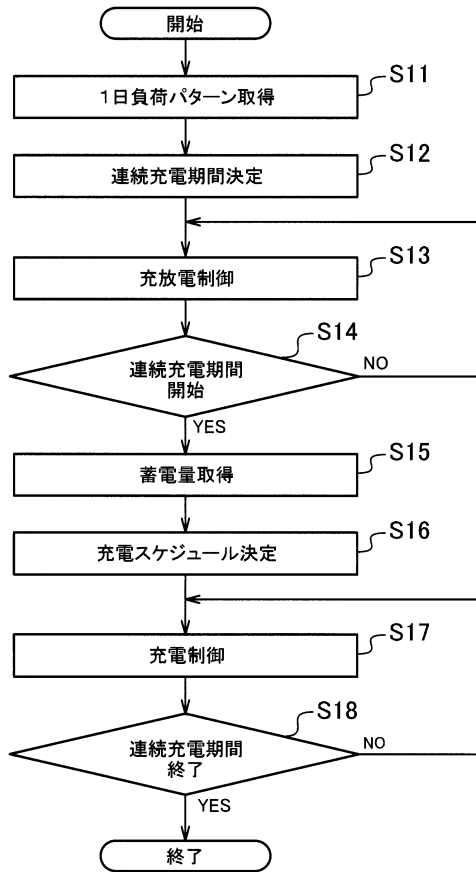 開始
1日負荷パターン取得
S11
連続充電期間決定
S12
充放電制御
S13
連続充電期間
開始
S14
NO
YES
蓄電量取得
S15
充電スケジュール決定
S16
充電制御
S17
連続充電期間
終了
S18
NO
YES
終了